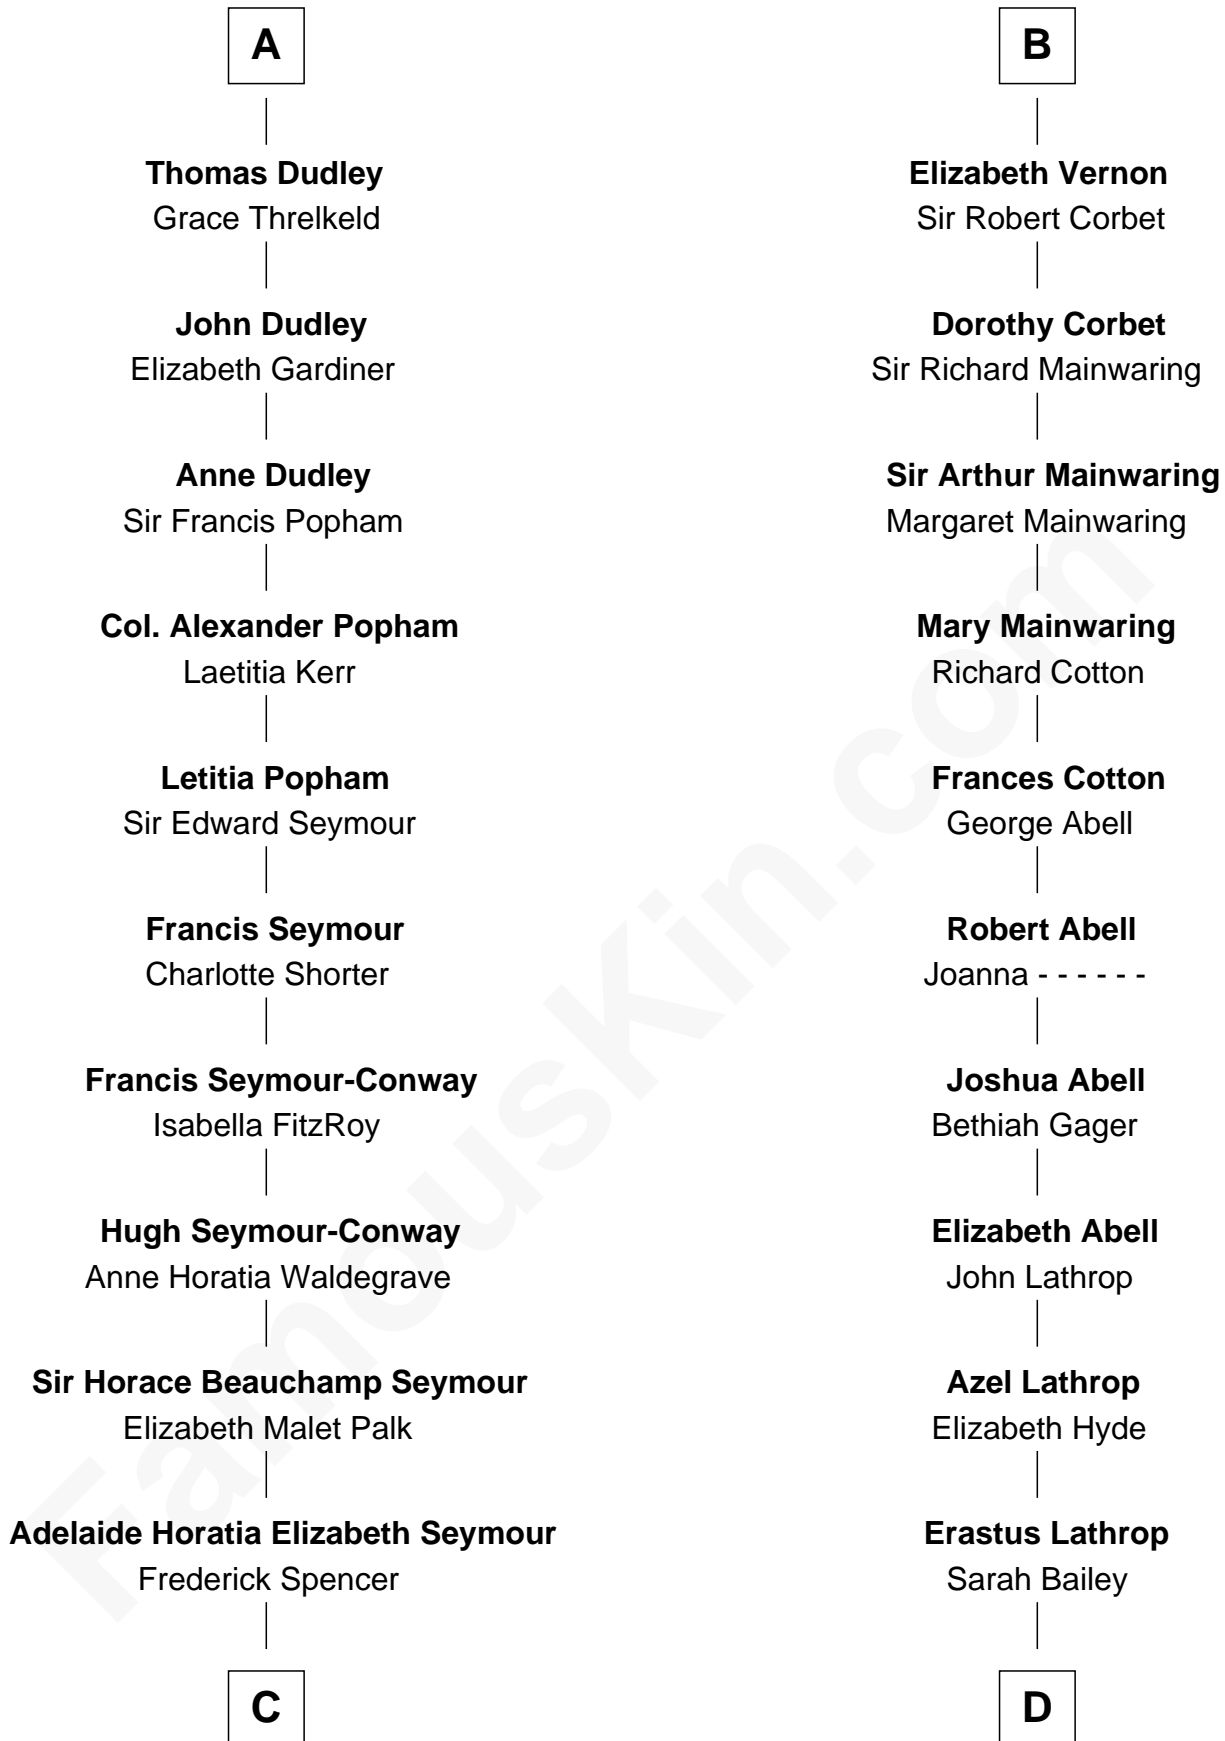 A
Thomas Dudley
Grace Threlkeld
John Dudley
Elizabeth Gardiner
Anne Dudley
Sir Francis Popham
Col. Alexander Popham
Laetitia Kerr
Letitia Popham
Sir Edward Seymour
Francis Seymour
Charlotte Shorter
Francis Seymour-Conway
Isabella FitzRoy
Hugh Seymour-Conway
Anne Horatia Waldegrave
Sir Horace Beauchamp Seymour
Elizabeth Malet Palk
Adelaide Horatia Elizabeth Seymour
Frederick Spencer
C
B
Elizabeth Vernon
Sir Robert Corbet
Dorothy Corbet
Sir Richard Mainwaring
Sir Arthur Mainwaring
Margaret Mainwaring
Mary Mainwaring
Richard Cotton
Frances Cotton
George Abell
Robert Abell
Joanna - - - - - -
Joshua Abell
Bethiah Gager
Elizabeth Abell
John Lathrop
Azel Lathrop
Elizabeth Hyde
Erastus Lathrop
Sarah Bailey
D
FamousKin.com